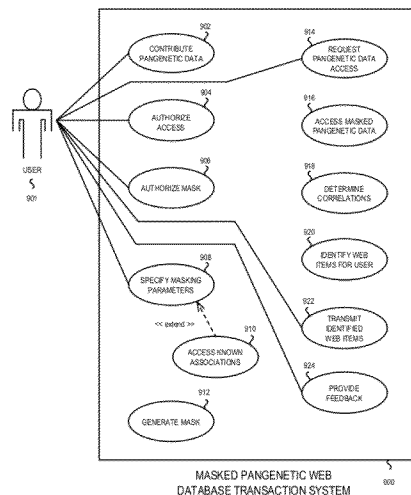 902
CONTRIBUTE
PANGENETIC DATA
904
AUTHORIZE
ACCESS
906
AUTHORIZE MASK
USER
901
908
SPECIFY MASKING
PARAMETERS
<< extend >>
910
ACCESS KNOWN
ASSOCIATIONS
912
GENERATE MASK
914
REQUEST
PANGENETIC DATA
ACCESS
916
ACCESS MASKED
PANGENETIC DATA
918
DETERMINE
CORRELATIONS
920
IDENTIFY WEB
ITEMS FOR USER
922
TRANSMIT
IDENTIFIED
WEB ITEMS
924
PROVIDE
FEEDBACK
MASKED PANGENETIC WEB
DATABASE TRANSACTION SYSTEM